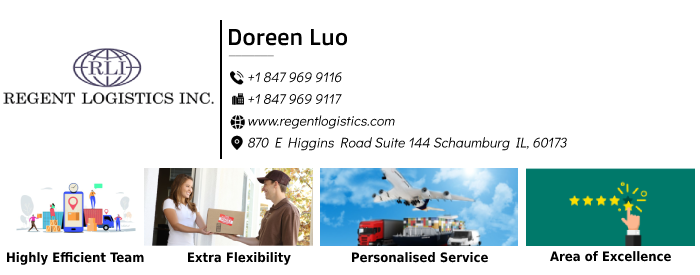 RLI
REGENT LOGISTICS INC.
Doreen Luo
+1 847 969 9116
+1 847 969 9117
www.regentlogistics.com
870 E Higgins Road Suite 144 Schaumburg IL, 60173
Highly Efficient Team
Extra Flexibility
Personalised Service
Area of Excellence